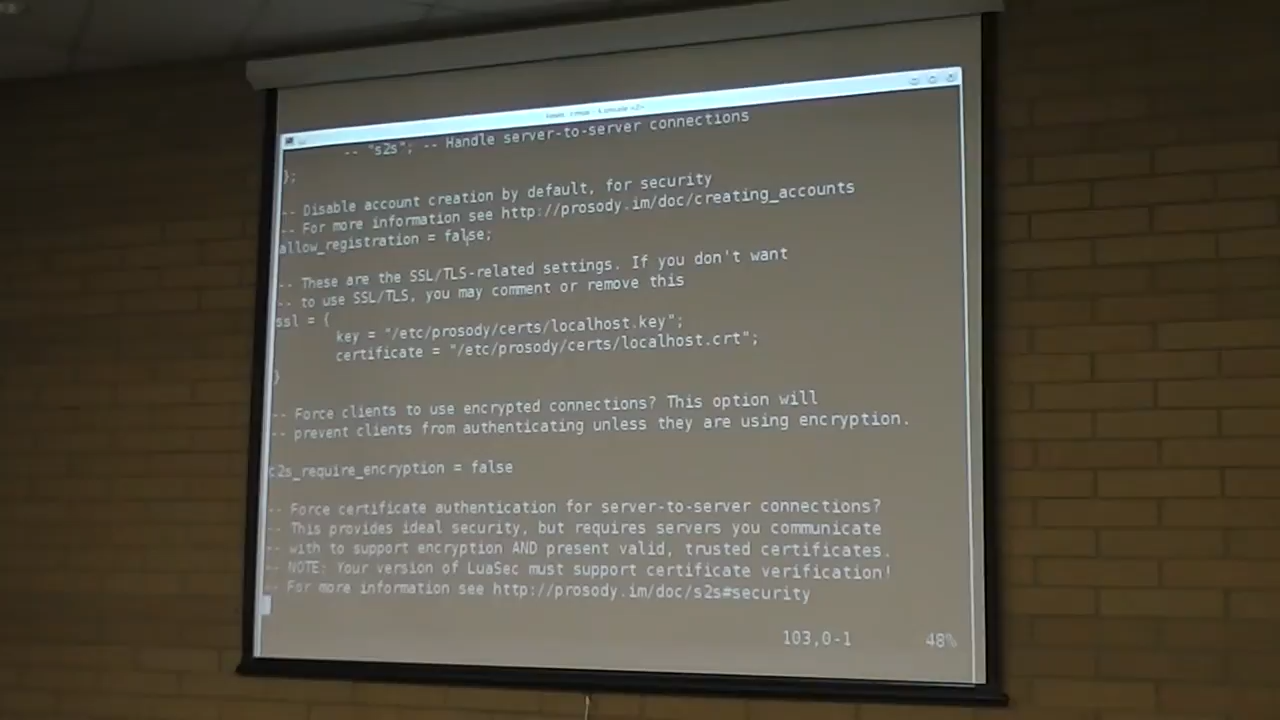 -- "s2s"; -- Handle server-to-server connections
};
-- Disable account creation by default, for security
-- For more information see http://prosody.im/doc/creating_accounts
allow_registration = false;
-- These are the SSL/TLS-related settings. If you don't want
-- to use SSL/TLS, you may comment or remove this
ssl = {
key = "/etc/prosody/certs/localhost.key";
certificate = "/etc/prosody/certs/localhost.crt";
}
-- Force clients to use encrypted connections? This option will
-- prevent clients from authenticating unless they are using encryption.
c2s_require_encryption = false
-- Force certificate authentication for server-to-server connections?
-- This provides ideal security, but requires servers you communicate
-- with to support encryption AND present valid, trusted certificates.
-- NOTE: Your version of LuaSec must support certificate verification!
-- For more information see http://prosody.im/doc/s2s#security
103,0-1 48%